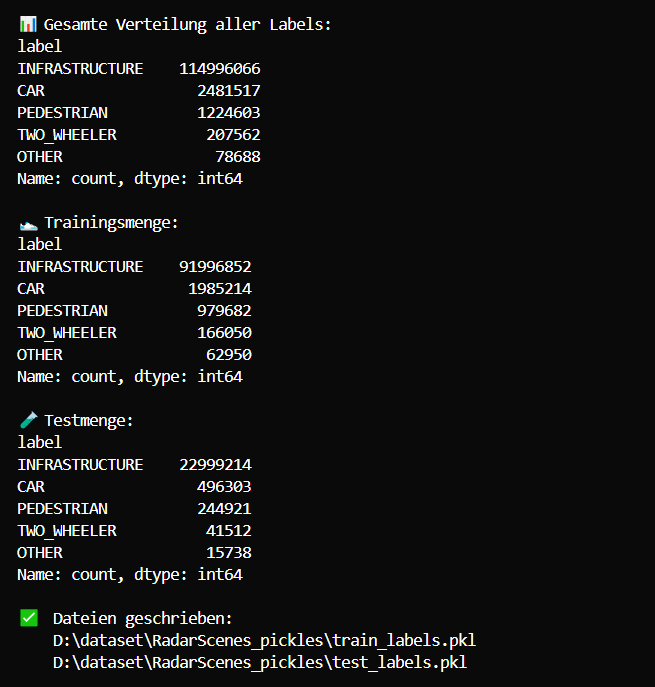 📊 Gesamte Verteilung aller Labels:
label
INFRASTRUCTURE    114996066
CAR                 2481517
PEDESTRIAN          1224603
TWO_WHEELER          207562
OTHER                 78688
Name: count, dtype: int64
👟 Trainingsmenge:
label
INFRASTRUCTURE    91996852
CAR                1985214
PEDESTRIAN          979682
TWO_WHEELER         166050
OTHER                62950
Name: count, dtype: int64
🧪 Testmenge:
label
INFRASTRUCTURE    22999214
CAR                 496303
PEDESTRIAN          244921
TWO_WHEELER          41512
OTHER                15738
Name: count, dtype: int64
✅ Dateien geschrieben:
D:\dataset\RadarScenes_pickles\train_labels.pkl
D:\dataset\RadarScenes_pickles\test_labels.pkl